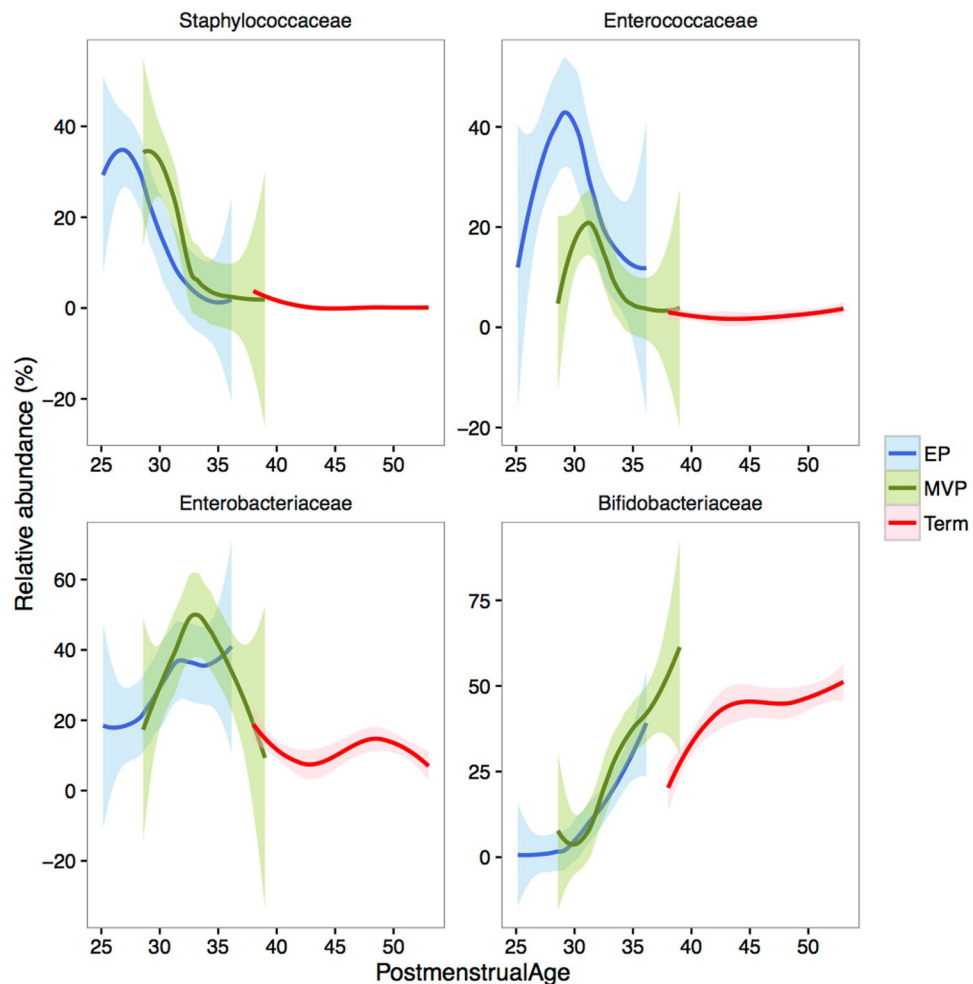 Staphylococcaceae
Enterococcaceae
40
20
0
−20
25 30 35 40 45 50
40
20
0
−20
25 30 35 40 45 50
Enterobacteriaceae
Bifidobacteriaceae
60
40
20
0
−20
25 30 35 40 45 50
75
50
25
0
25 30 35 40 45 50
Relative abundance (%)
PostmenstrualAge
EP
MVP
Term